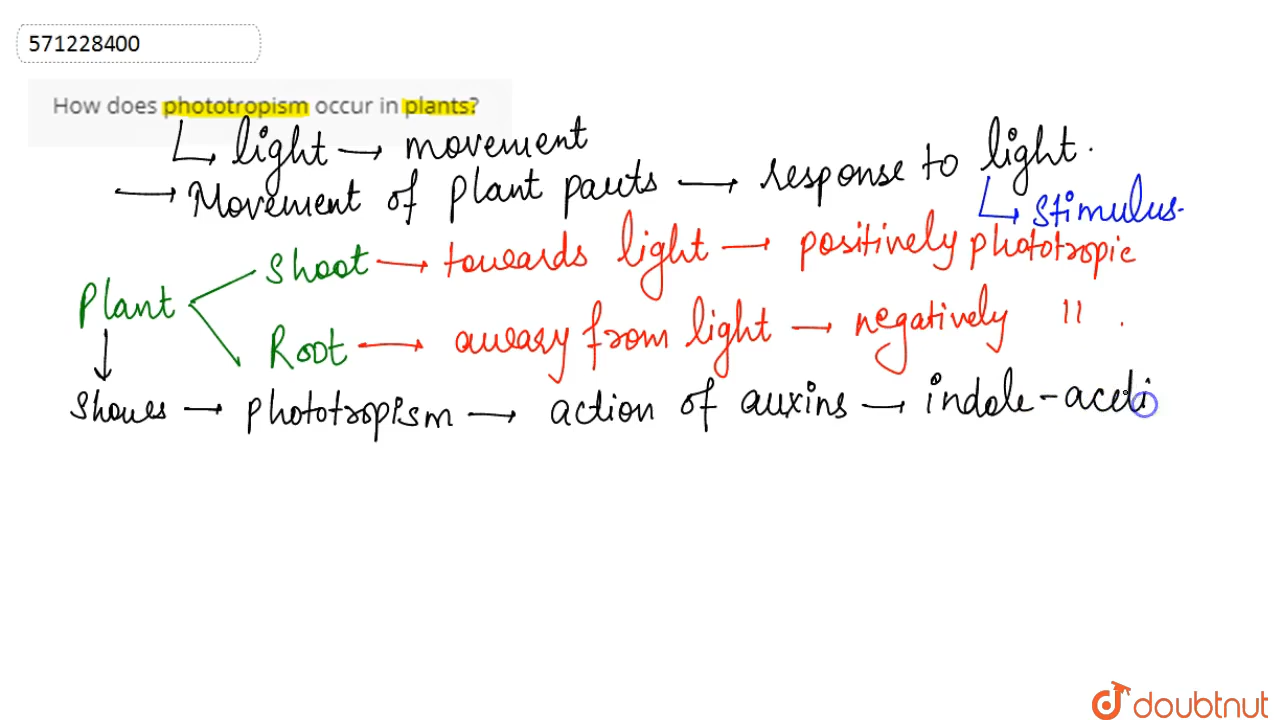 571228400
How does phototropism occur in plants?
↳ light → movement
→ Movement of plant parts → response to light.
↳ stimulus.
Shoot → towards light → positively phototropic
Plant
Root → away from light → negatively " .
↓
Shows → phototropism → action of auxins → indole-aceti
doubtnut